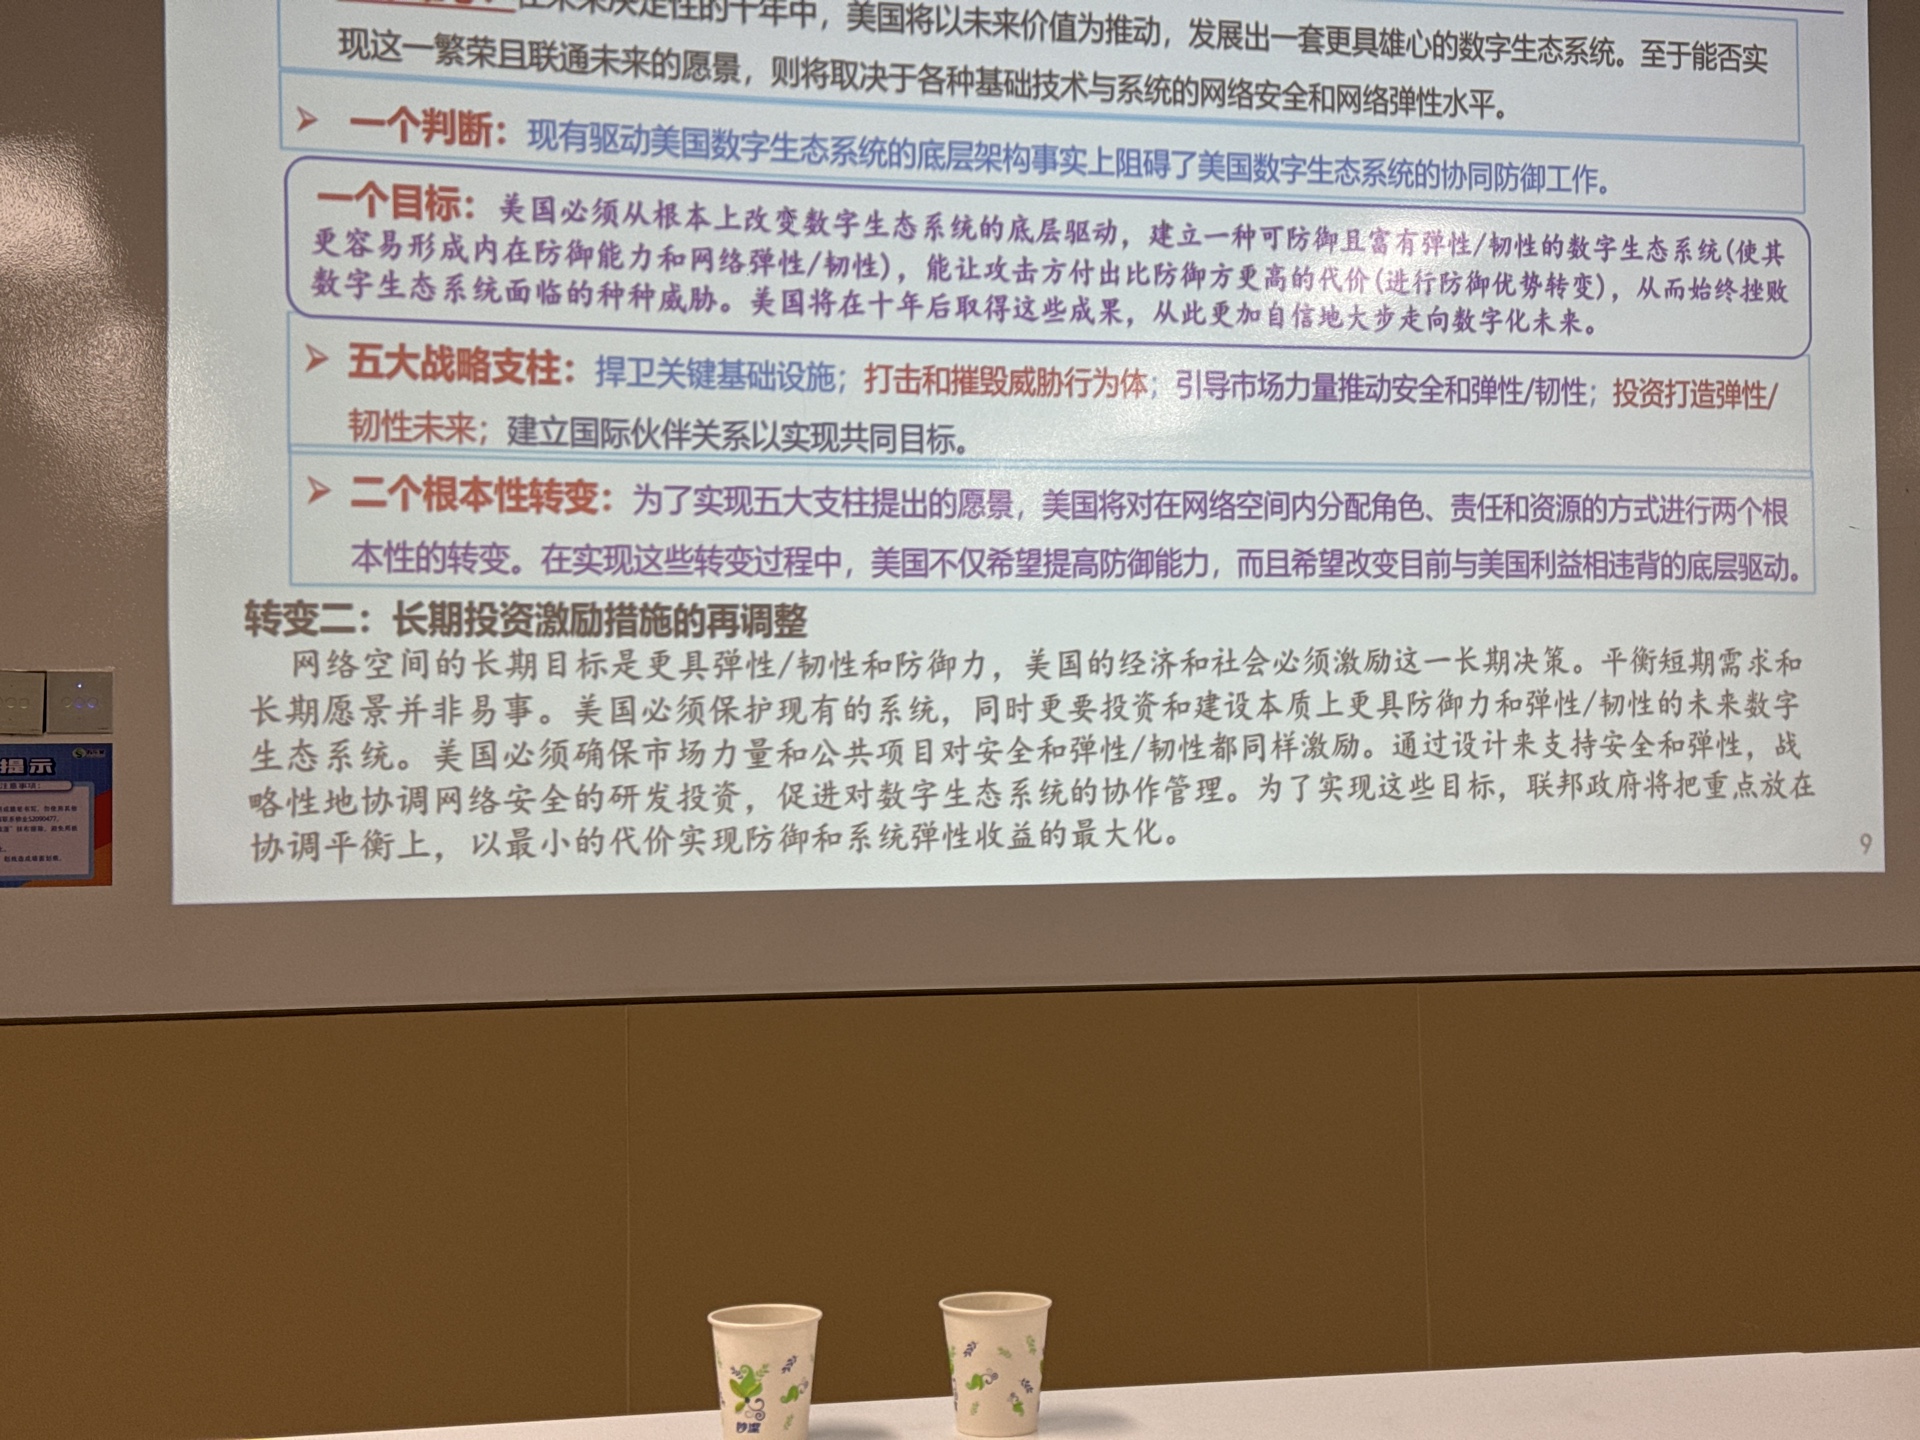 在未来决定性的十年中，美国将以未来价值为推动，发展出一套更具雄心的数字生态系统。至于能否实
现这一繁荣且联通未来的愿景，则将取决于各种基础技术与系统的网络安全和网络弹性水平。
➢ 一个判断：现有驱动美国数字生态系统的底层架构事实上阻碍了美国数字生态系统的协同防御工作。
一个目标：美国必须从根本上改变数字生态系统的底层驱动，建立一种可防御且富有弹性/韧性的数字生态系统(使其
更容易形成内在防御能力和网络弹性/韧性)，能让攻击方付出比防御方更高的代价(进行防御优势转变)，从而始终挫败
数字生态系统面临的种种威胁。美国将在十年后取得这些成果，从此更加自信地大步走向数字化未来。
➢ 五大战略支柱：捍卫关键基础设施；打击和摧毁威胁行为体；引导市场力量推动安全和弹性/韧性；投资打造弹性/
韧性未来；建立国际伙伴关系以实现共同目标。
➢ 二个根本性转变：为了实现五大支柱提出的愿景，美国将对在网络空间内分配角色、责任和资源的方式进行两个根
本性的转变。在实现这些转变过程中，美国不仅希望提高防御能力，而且希望改变目前与美国利益相违背的底层驱动。
转变二：长期投资激励措施的再调整
网络空间的长期目标是更具弹性/韧性和防御力，美国的经济和社会必须激励这一长期决策。平衡短期需求和
长期愿景并非易事。美国必须保护现有的系统，同时更要投资和建设本质上更具防御力和弹性/韧性的未来数字
生态系统。美国必须确保市场力量和公共项目对安全和弹性/韧性都同样激励。通过设计来支持安全和弹性，战
略性地协调网络安全的研发投资，促进对数字生态系统的协作管理。为了实现这些目标，联邦政府将把重点放在
协调平衡上，以最小的代价实现防御和系统弹性收益的最大化。
9
提示
妙洁